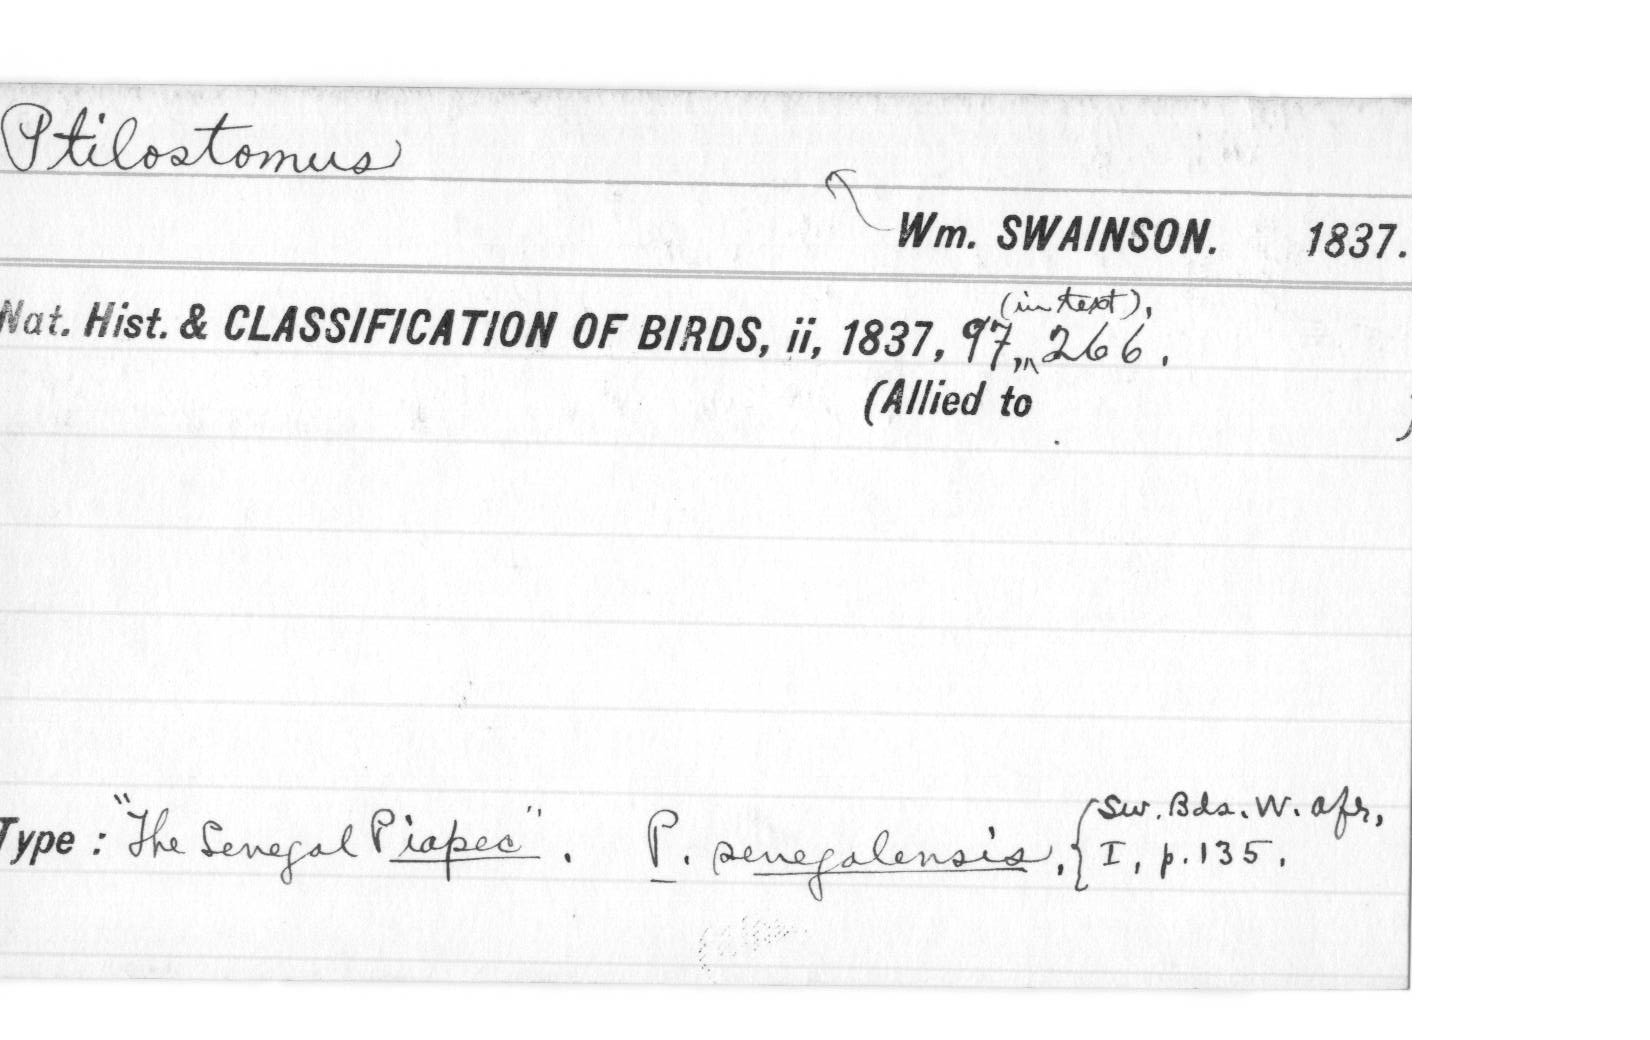 Ptilostomus
Wm. SWAINSON. 1837.
Nat. Hist. & CLASSIFICATION OF BIRDS, ii, 1837, 97, (in text), 266.
(Allied to )
Type : "The Senegal Piapec". P. senegalensis, { Sw. Bds. W. Afr,
I, p. 135.